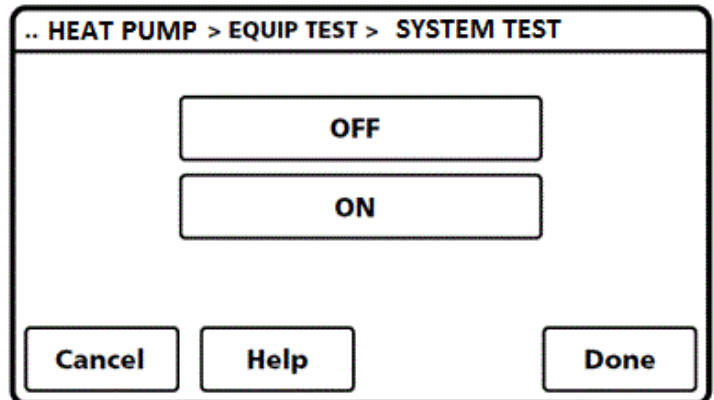 .. HEAT PUMP > EQUIP TEST > SYSTEM TEST
OFF
ON
Cancel Help Done